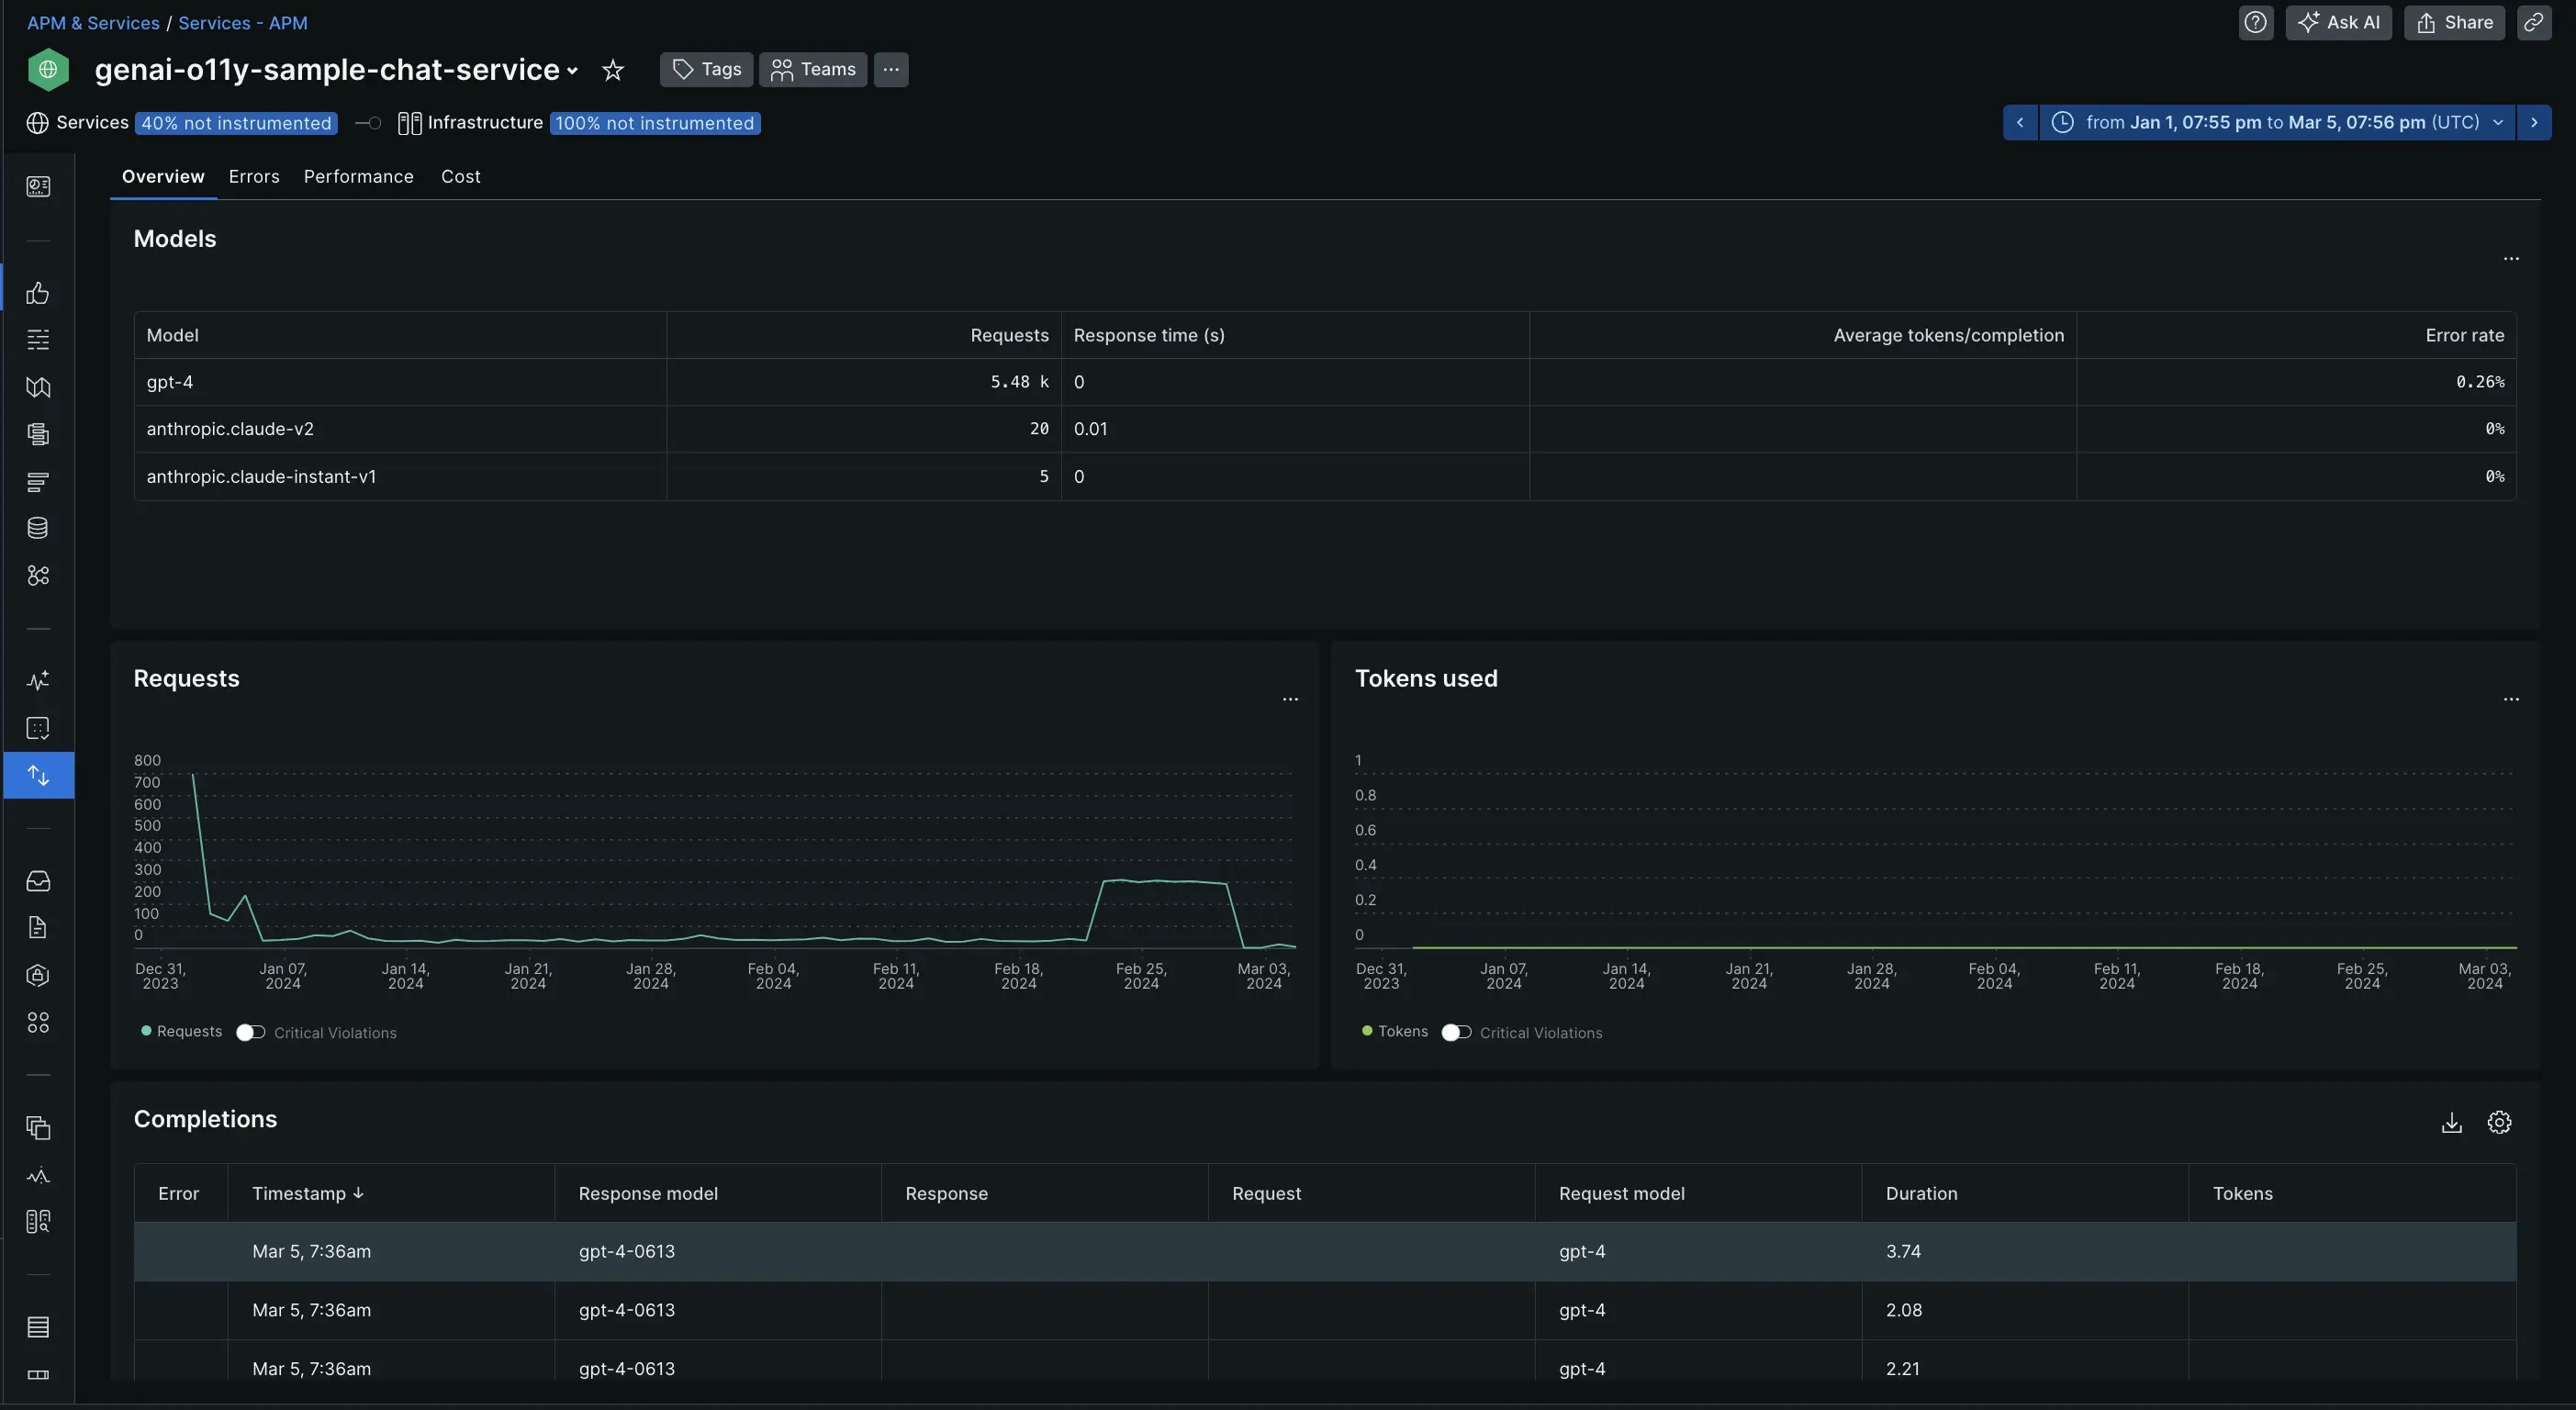 APM & Services / Services - APM
Ask AI
Share
genai-o11y-sample-chat-service
Tags
Teams
...
Services 40% not instrumented
Infrastructure 100% not instrumented
from Jan 1, 07:55 pm to Mar 5, 07:56 pm (UTC)
Overview Errors Performance Cost
Models
...
Model Requests Response time (s) Average tokens/completion Error rate
gpt-4 5.48 k 0 0.26%
anthropic.claude-v2 20 0.01 0%
anthropic.claude-instant-v1 5 0 0%
Requests
...
800
700
600
500
400
300
200
100
0
Dec 31, 2023
Jan 07, 2024
Jan 14, 2024
Jan 21, 2024
Jan 28, 2024
Feb 04, 2024
Feb 11, 2024
Feb 18, 2024
Feb 25, 2024
Mar 03, 2024
Requests Critical Violations
Tokens used
...
1
0.8
0.6
0.4
0.2
0
Dec 31, 2023
Jan 07, 2024
Jan 14, 2024
Jan 21, 2024
Jan 28, 2024
Feb 04, 2024
Feb 11, 2024
Feb 18, 2024
Feb 25, 2024
Mar 03, 2024
Tokens Critical Violations
Completions
Error Timestamp ↓ Response model Response Request Request model Duration Tokens
Mar 5, 7:36am gpt-4-0613 gpt-4 3.74
Mar 5, 7:36am gpt-4-0613 gpt-4 2.08
Mar 5, 7:36am gpt-4-0613 gpt-4 2.21